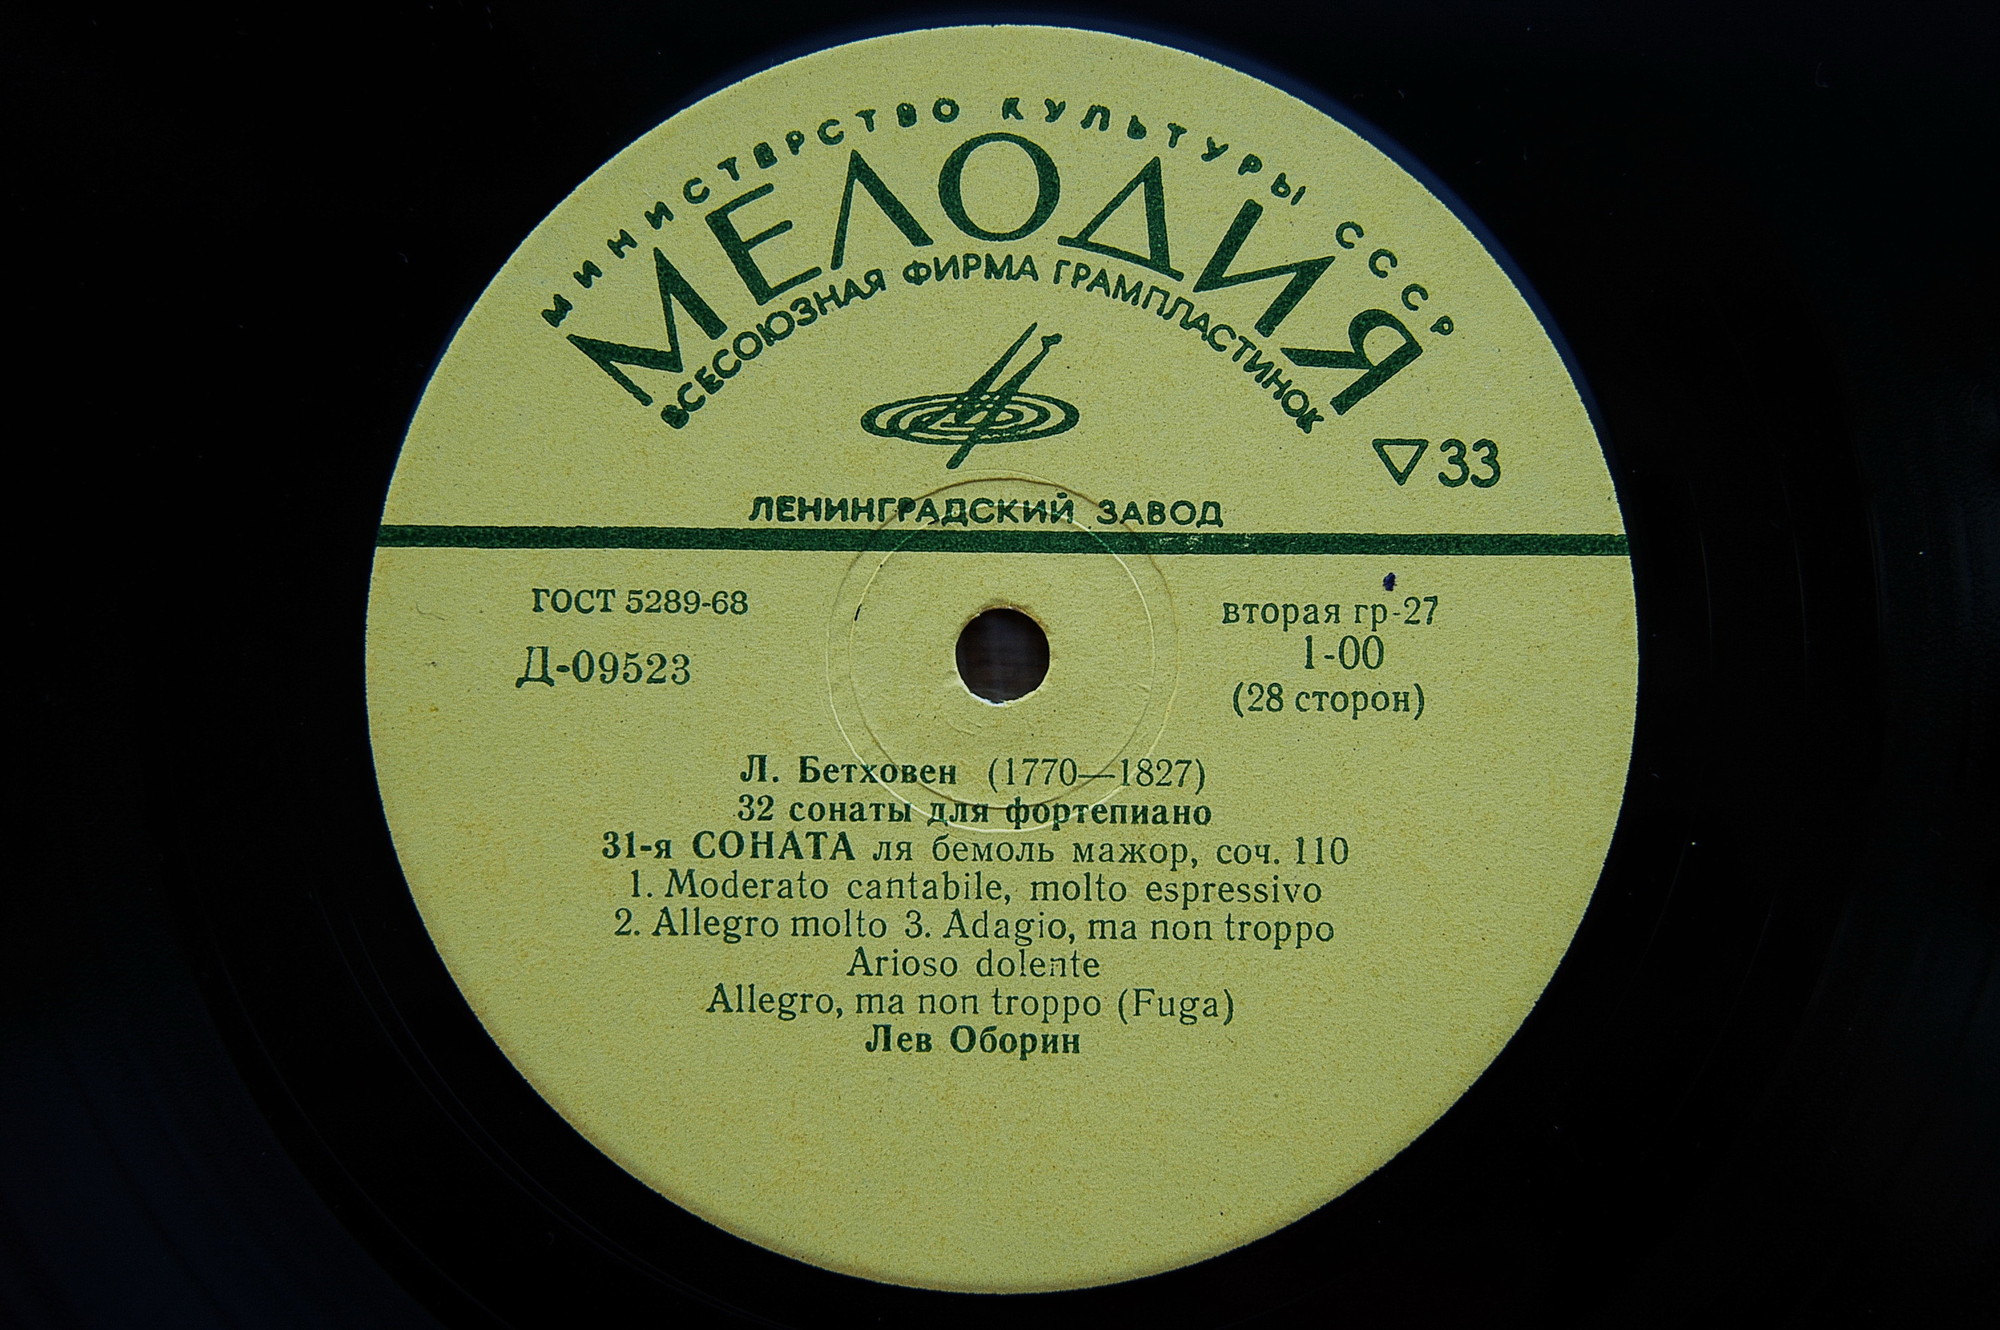 МИНИСТЕРСТВО КУЛЬТУРЫ СССР
МЕЛОДИЯ
ВСЕСОЮЗНАЯ ФИРМА ГРАМПЛАСТИНОК
▽33
ЛЕНИНГРАДСКИЙ ЗАВОД
ГОСТ 5289-68
Д-09523
вторая гр-27
1-00
(28 сторон)
Л. Бетховен (1770—1827)
32 сонаты для фортепиано
31-я СОНАТА ля бемоль мажор, соч. 110
1. Moderato cantabile, molto espressivo
2. Allegro molto 3. Adagio, ma non troppo
Arioso dolente
Allegro, ma non troppo (Fuga)
Лев Оборин